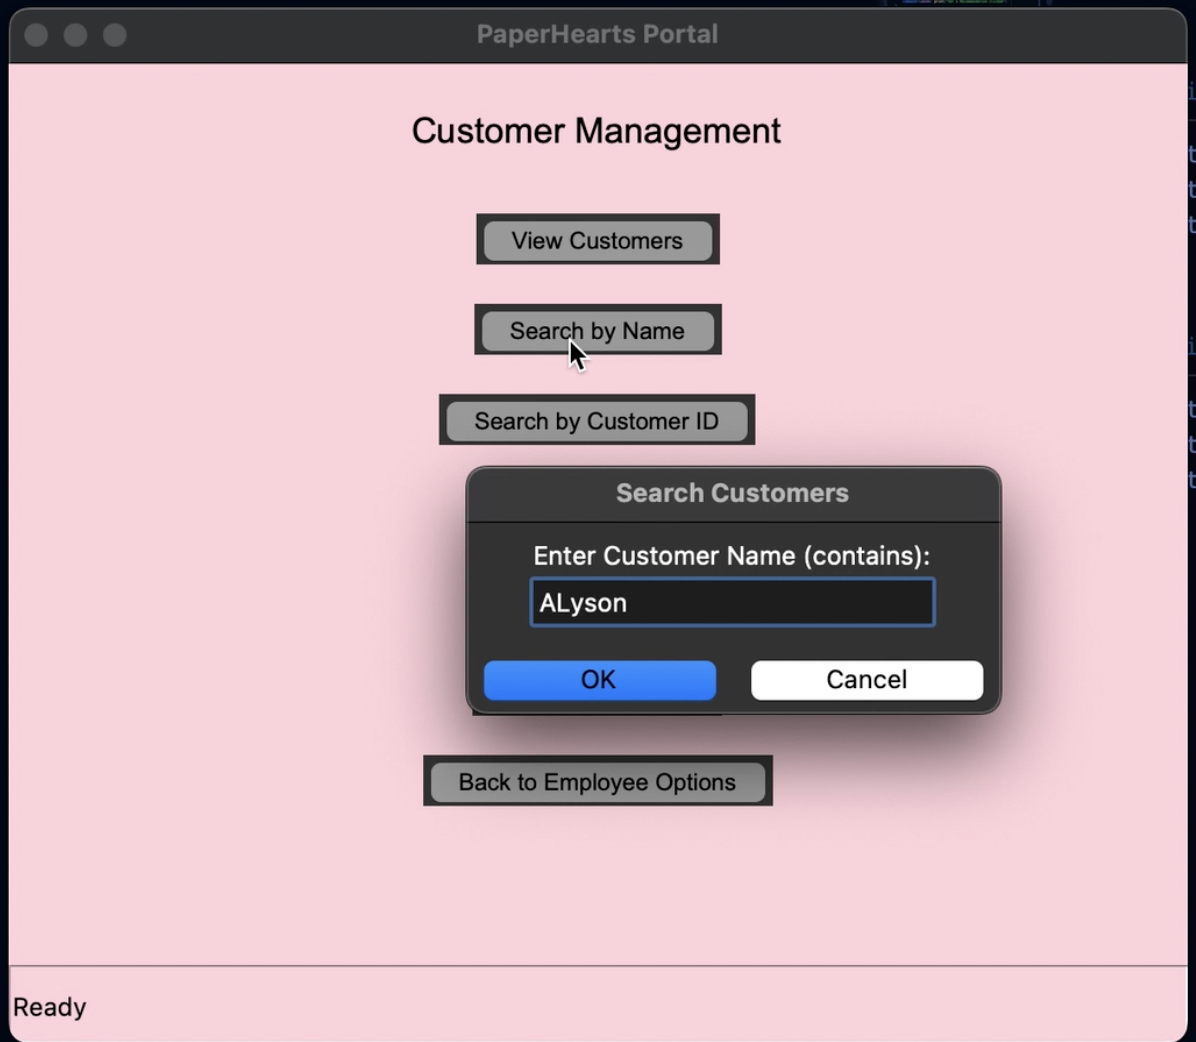 PaperHearts Portal
Customer Management
View Customers
Search by Name
Search by Customer ID
Search Customers
Enter Customer Name (contains):
ALyson
OK
Cancel
Back to Employee Options
Ready